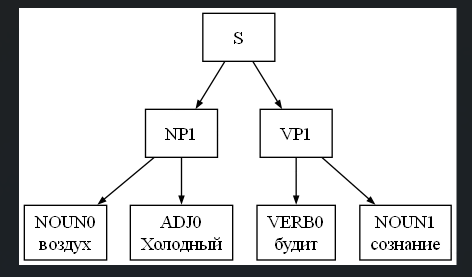 S
NP1
VP1
NOUN0
воздух
ADJ0
Холодный
VERB0
будит
NOUN1
сознание